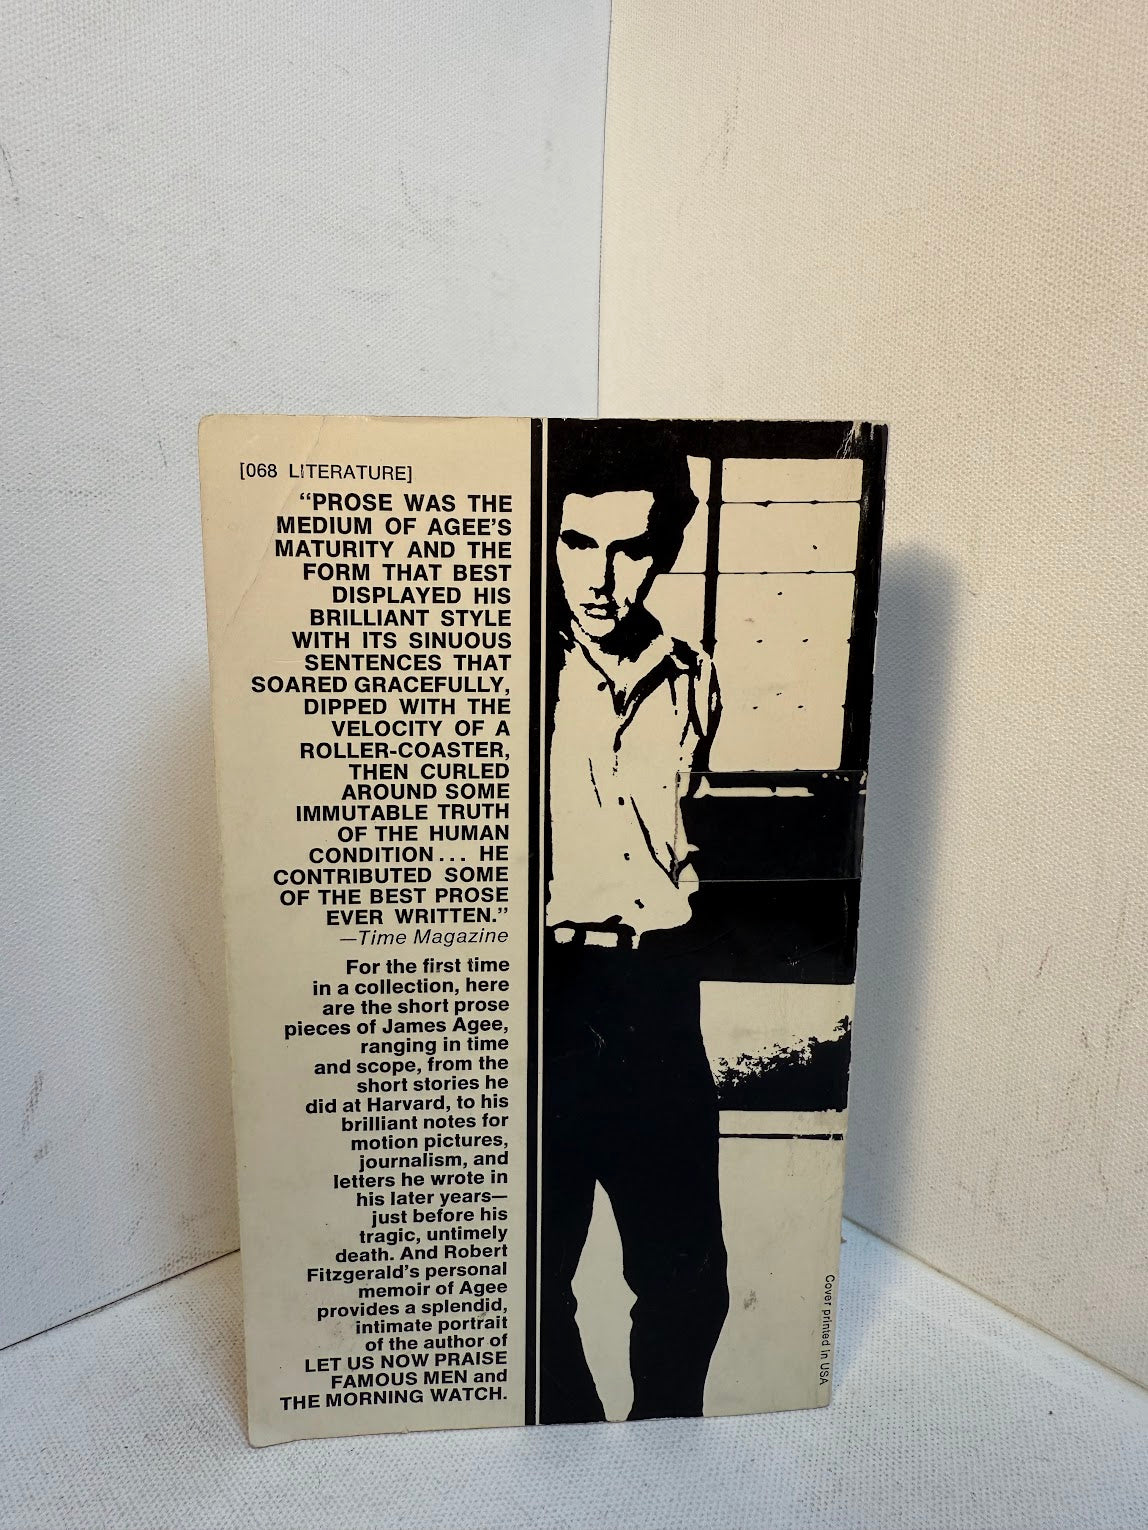 [068 LITERATURE]
“PROSE WAS THE
MEDIUM OF AGEE’S
MATURITY AND THE
FORM THAT BEST
DISPLAYED HIS
BRILLIANT STYLE
WITH ITS SINUOUS
SENTENCES THAT
SOARED GRACEFULLY,
DIPPED WITH THE
VELOCITY OF A
ROLLER-COASTER,
THEN CURLED
AROUND SOME
IMMUTABLE TRUTH
OF THE HUMAN
CONDITION... HE
CONTRIBUTED SOME
OF THE BEST PROSE
EVER WRITTEN.”
—Time Magazine
For the first time
in a collection, here
are the short prose
pieces of James Agee,
ranging in time
and scope, from the
short stories he
did at Harvard, to his
brilliant notes for
motion pictures,
journalism, and
letters he wrote in
his later years—
just before his
tragic, untimely
death. And Robert
Fitzgerald’s personal
memoir of Agee
provides a splendid,
intimate portrait
of the author of
LET US NOW PRAISE
FAMOUS MEN and
THE MORNING WATCH.
Cover printed in USA